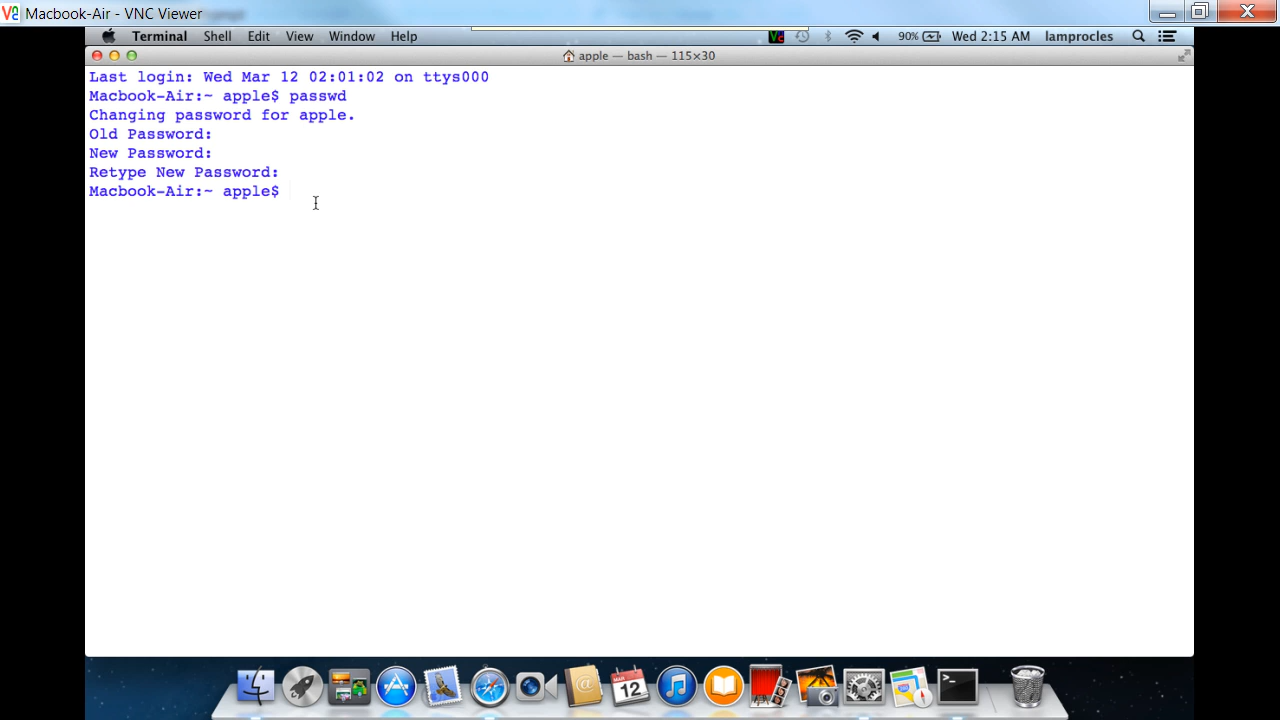 Macbook-Air - VNC Viewer
Terminal Shell Edit View Window Help
90% Wed 2:15 AM lamprocles
apple — bash — 115×30
Last login: Wed Mar 12 02:01:02 on ttys000
Macbook-Air:~ apple$ passwd
Changing password for apple.
Old Password:
New Password:
Retype New Password:
Macbook-Air:~ apple$
MAR
12
>_